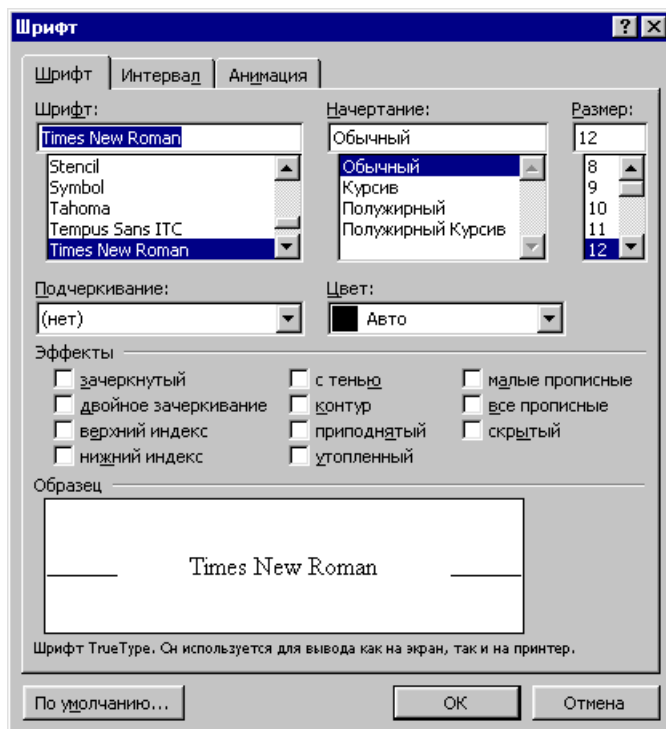 Шрифт
Шрифт Интервал Анимация
Шрифт: Начертание: Размер:
Times New Roman Обычный 12
Stencil Обычный 8
Symbol Курсив 9
Tahoma Полужирный 10
Tempus Sans ITC Полужирный Курсив 11
Times New Roman 12
Подчеркивание: Цвет:
(нет) Авто
Эффекты
зачеркнутый с тенью малые прописные
двойное зачеркивание контур все прописные
верхний индекс приподнятый скрытый
нижний индекс утопленный
Образец
Times New Roman
Шрифт TrueType. Он используется для вывода как на экран, так и на принтер.
По умолчанию... ОК Отмена